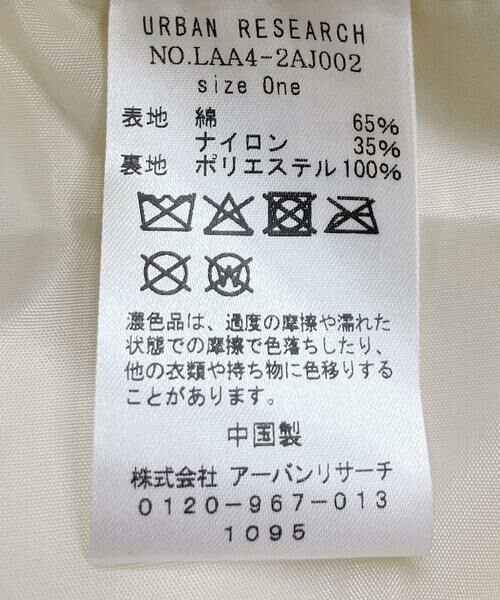 URBAN RESEARCH
NO.LAA4-2AJ002
size One
表地 綿 65%
ナイロン 35%
裏地 ポリエステル 100%
W
濃色品は、過度の摩擦や濡れた
状態での摩擦で色落ちしたり、
他の衣類や持ち物に色移りする
ことがあります。
中国製
株式会社 アーバンリサーチ
0120-967-013
1095